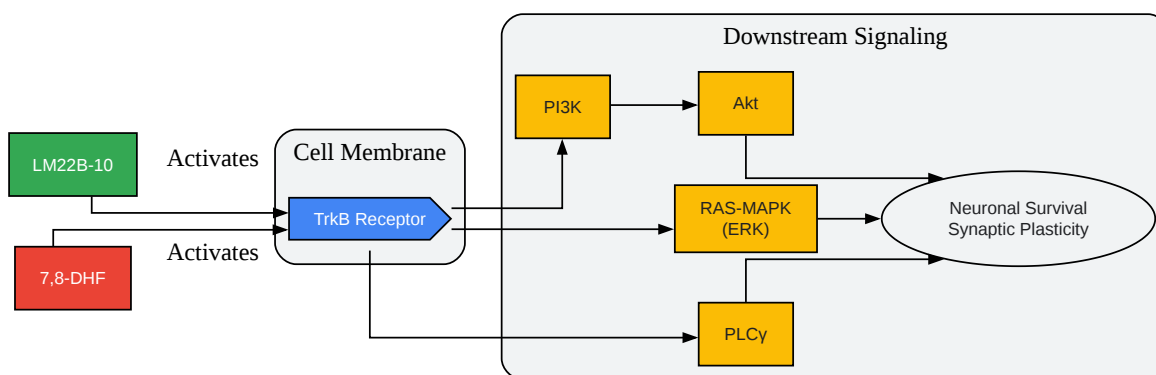 Downstream Signaling
PI3K
Akt
LM22B-10
Activates
Cell Membrane
TrkB Receptor
RAS-MAPK
(ERK)
Neuronal Survival
Synaptic Plasticity
Activates
7,8-DHF
PLCγ